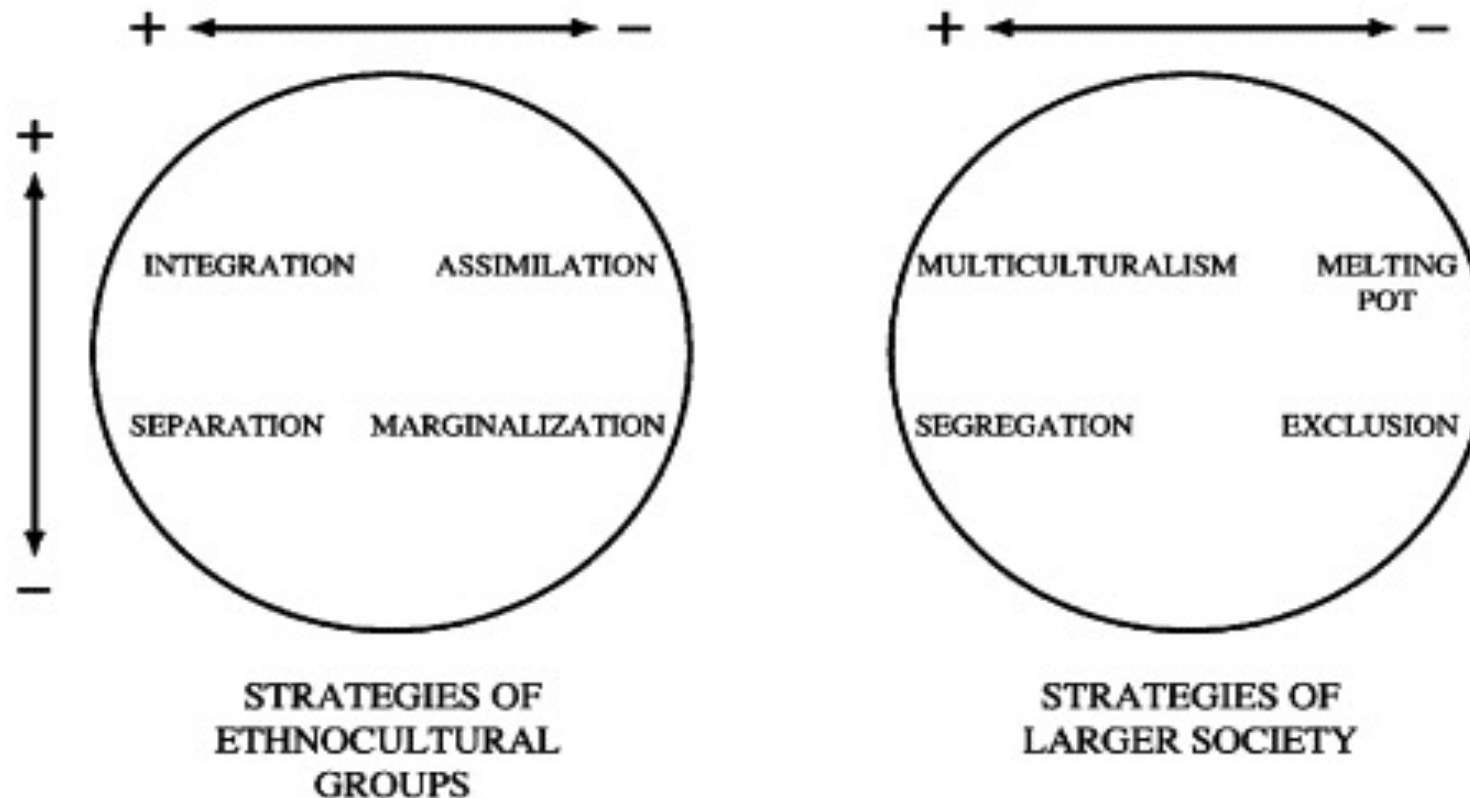 + −
+ −
+
−
INTEGRATION ASSIMILATION
SEPARATION MARGINALIZATION
MULTICULTURALISM MELTING
POT
SEGREGATION EXCLUSION
STRATEGIES OF
ETHNOCULTURAL
GROUPS
STRATEGIES OF
LARGER SOCIETY